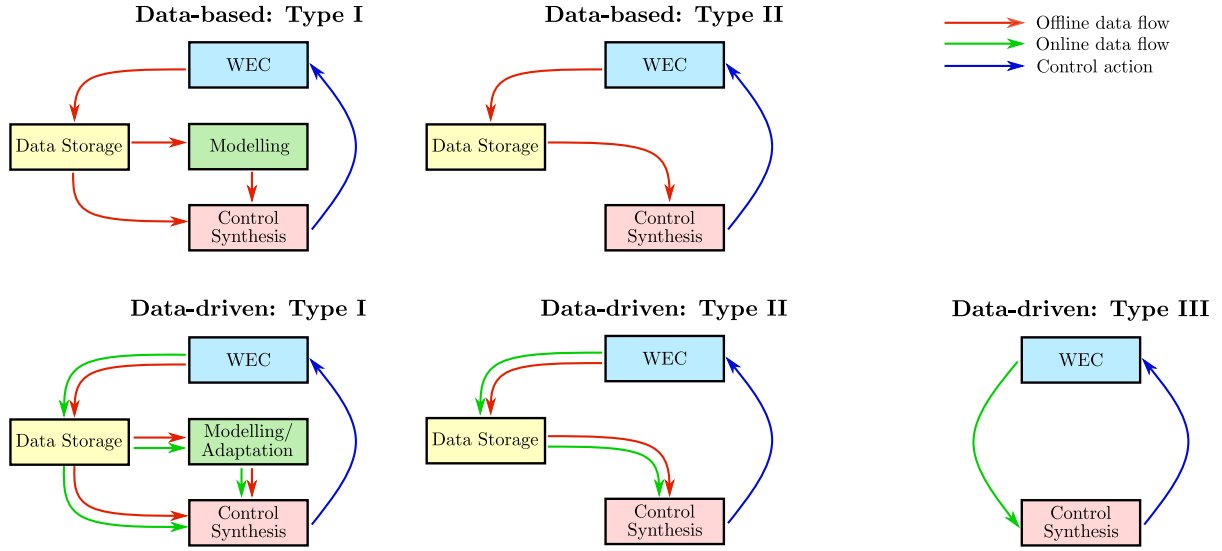 Data-based: Type I
WEC
Data Storage
Modelling
Control
Synthesis
Data-based: Type II
WEC
Data Storage
Control
Synthesis
Offline data flow
Online data flow
Control action
Data-driven: Type I
WEC
Data Storage
Modelling/
Adaptation
Control
Synthesis
Data-driven: Type II
WEC
Data Storage
Control
Synthesis
Data-driven: Type III
WEC
Control
Synthesis